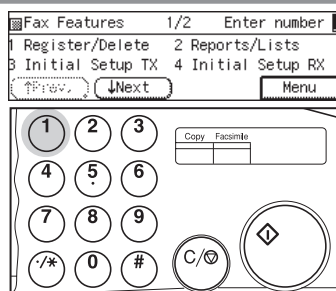 Fax Features 1/2 Enter number
1 Register/Delete 2 Reports/Lists
3 Initial Setup TX 4 Initial Setup RX
↑Prev. ↓Next Menu
1 2 3
Copy Facsimile
4 5 6
7 8 9
·/* 0 # C/